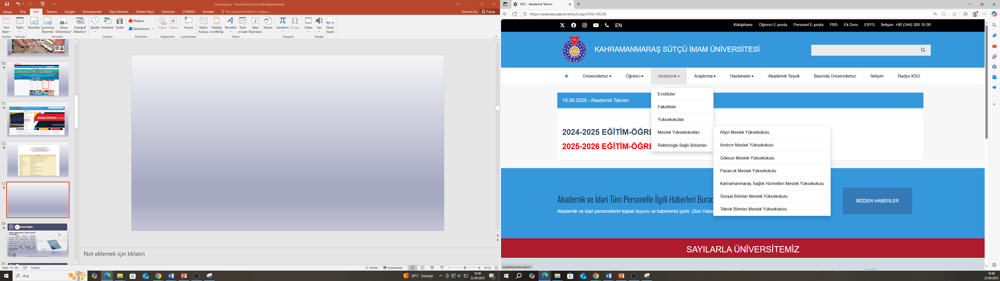 oryantasyon - PowerPoint (Ürün Etkinleştirilemedi)
Dosya Giriş Ekle Tasarım Geçişler Animasyonlar Slayt Gösterisi Gözden Geçir Görünüm COMSOL Acrobat Ne yapmak istediğinizi söyleyin... Oturum Aç Paylaş
Yeni Slayt Tablo Resimler Çevrimiçi Resimler Ekran Görüntüsü Fotoğraf Albümü Şekiller SmartArt Grafik Mağaza Eklentilerim Köprü Eylem Yorum Metin Kutusu Üstbilgi ve Altbilgi WordArt Tarih ve Saat Slayt Numarası Nesne Denklem Simge Video Ses Ekran Kaydı
Slaytlar Tablolar Resimler Çizimler Eklentiler Bağlantılar Açıklamalar Metin Simgeler Medya
10
Aramıza Hoş Geldiniz
11
ANSİKLOPEDİSİ
12
13
14
Genel Bilgiler
15
Not eklemek için tıklatın
Slayt 13 / 36 Türkçe Notlar Açıklamalar %125
Ara
28°C Güneşli
16:46
22.09.2025
KSÜ - Akademik Takvim
https://www.ksu.edu.tr/default.aspx?DId=93258
EN Kütüphane Öğrenci E-posta Personel E-posta PBS Ek Ders EBYS İletişim: +90 (344) 300 10 00
T.C.
1992
KAHRAMANMARAŞ SÜTÇÜ İMAM ÜNİVERSİTESİ
Üniversitemiz Öğrenci Akademik Araştırma Hastaneler Akademik Teşvik Basında Üniversitemiz İletişim Radyo KSÜ
Enstitüler
Fakülteler
Yüksekokullar
Meslek Yüksekokulları
Rektörlüğe Bağlı Bölümler
Afşin Meslek Yüksekokulu
Andırın Meslek Yüksekokulu
Göksun Meslek Yüksekokulu
Pazarcık Meslek Yüksekokulu
Kahramanmaraş Sağlık Hizmetleri Meslek Yüksekokulu
Sosyal Bilimler Meslek Yüksekokulu
Teknik Bilimler Meslek Yüksekokulu
19.06.2025 - Akademik Takvim
2024-2025 EĞİTİM-ÖĞRE
2025-2026 EĞİTİM-ÖĞRE
Akademik ve İdari Tüm Personelle İlgili Haberleri Burad
Akademik ve idari personellerin kişisel duyuru ve haberlerini içerir. (Son Habe
BİZDEN HABERLER
SAYILARLA ÜNİVERSİTEMİZ
sosyalmyo.ksu.edu.tr
16:46
22.09.2025